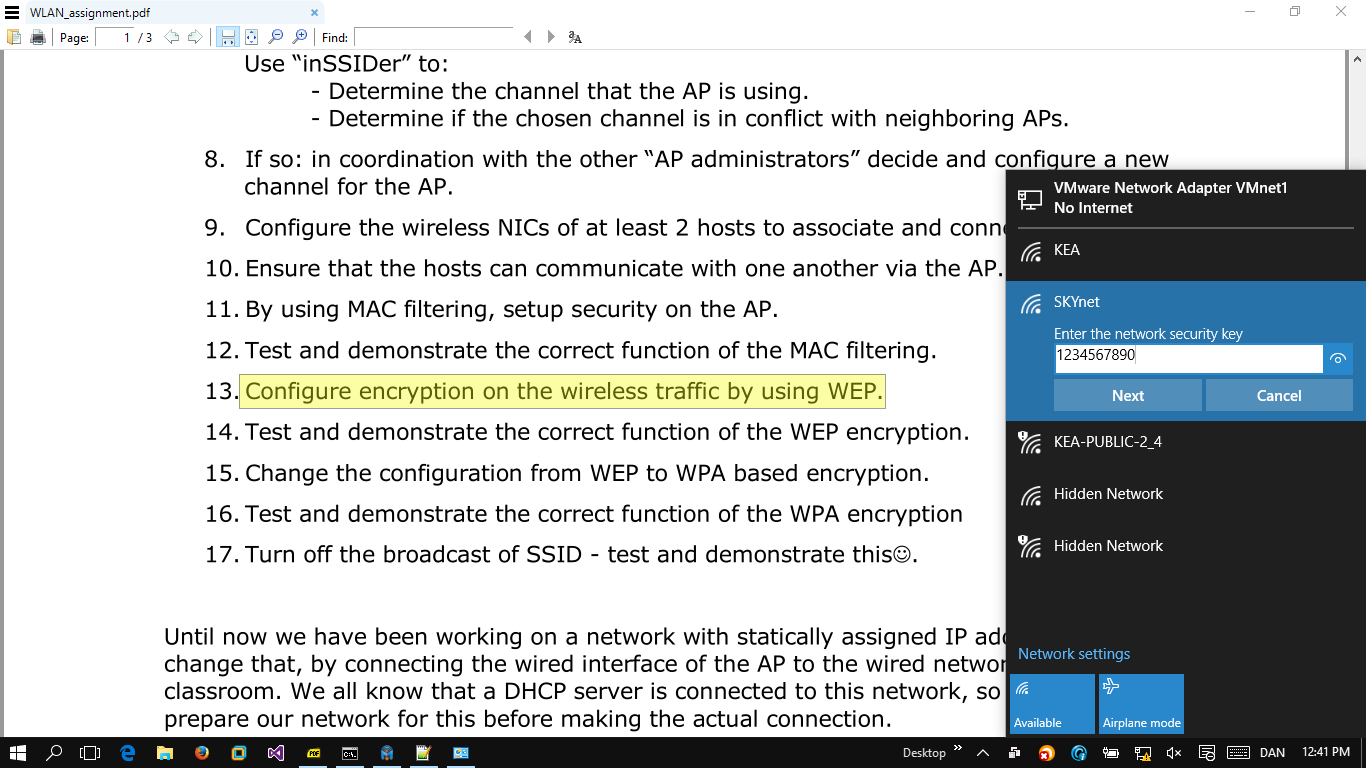 WLAN_assignment.pdf
Page: 1 / 3 Find:
Use “inSSIDer” to:
- Determine the channel that the AP is using.
- Determine if the chosen channel is in conflict with neighboring APs.
8. If so: in coordination with the other “AP administrators” decide and configure a new
channel for the AP.
9. Configure the wireless NICs of at least 2 hosts to associate and conn
10. Ensure that the hosts can communicate with one another via the AP.
11. By using MAC filtering, setup security on the AP.
12. Test and demonstrate the correct function of the MAC filtering.
13. Configure encryption on the wireless traffic by using WEP.
14. Test and demonstrate the correct function of the WEP encryption.
15. Change the configuration from WEP to WPA based encryption.
16. Test and demonstrate the correct function of the WPA encryption
17. Turn off the broadcast of SSID - test and demonstrate this☺.
Until now we have been working on a network with statically assigned IP add
change that, by connecting the wired interface of the AP to the wired networ
classroom. We all know that a DHCP server is connected to this network, so
prepare our network for this before making the actual connection.
VMware Network Adapter VMnet1
No Internet
KEA
SKYnet
Enter the network security key
1234567890
Next Cancel
KEA-PUBLIC-2_4
Hidden Network
Hidden Network
Network settings
Available Airplane mode
Desktop » DAN 12:41 PM